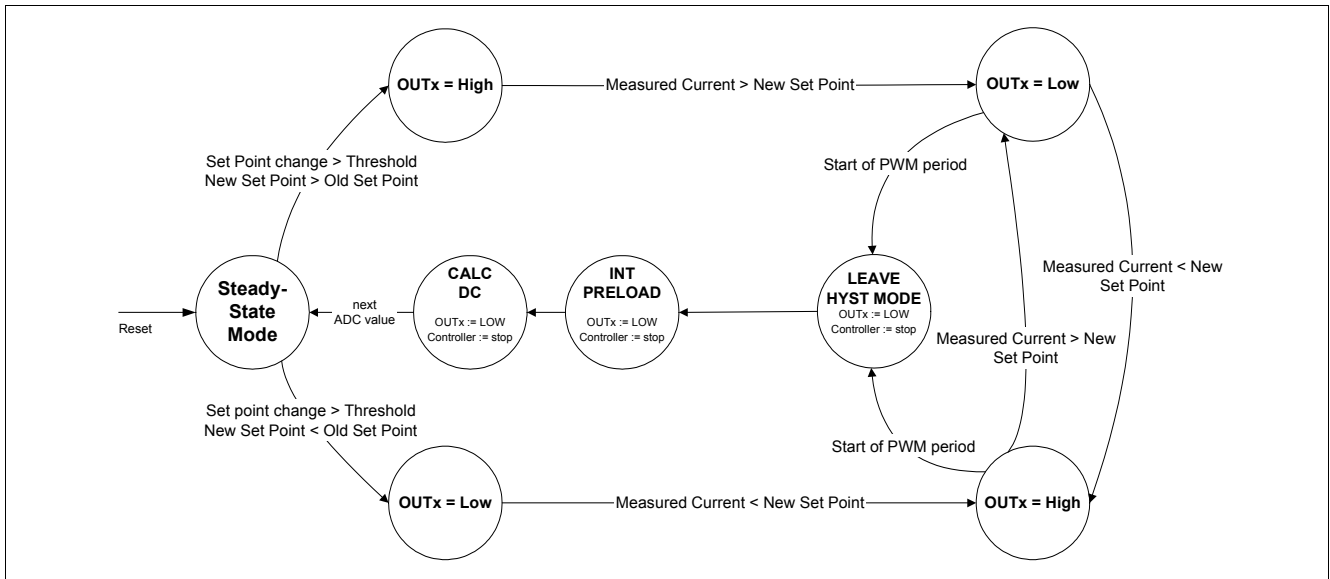 OUTx = High
Measured Current > New Set Point
OUTx = Low
Set Point change > Threshold
New Set Point > Old Set Point
Start of PWM period
Reset
Steady-
State
Mode
next
ADC value
CALC
DC
OUTx := LOW
Controller := stop
INT
PRELOAD
OUTx := LOW
Controller := stop
LEAVE
HYST MODE
OUTx := LOW
Controller := stop
Measured Current < New
Set Point
Measured Current > New
Set Point
Set point change > Threshold
New Set Point < Old Set Point
Start of PWM period
OUTx = Low
Measured Current < New Set Point
OUTx = High